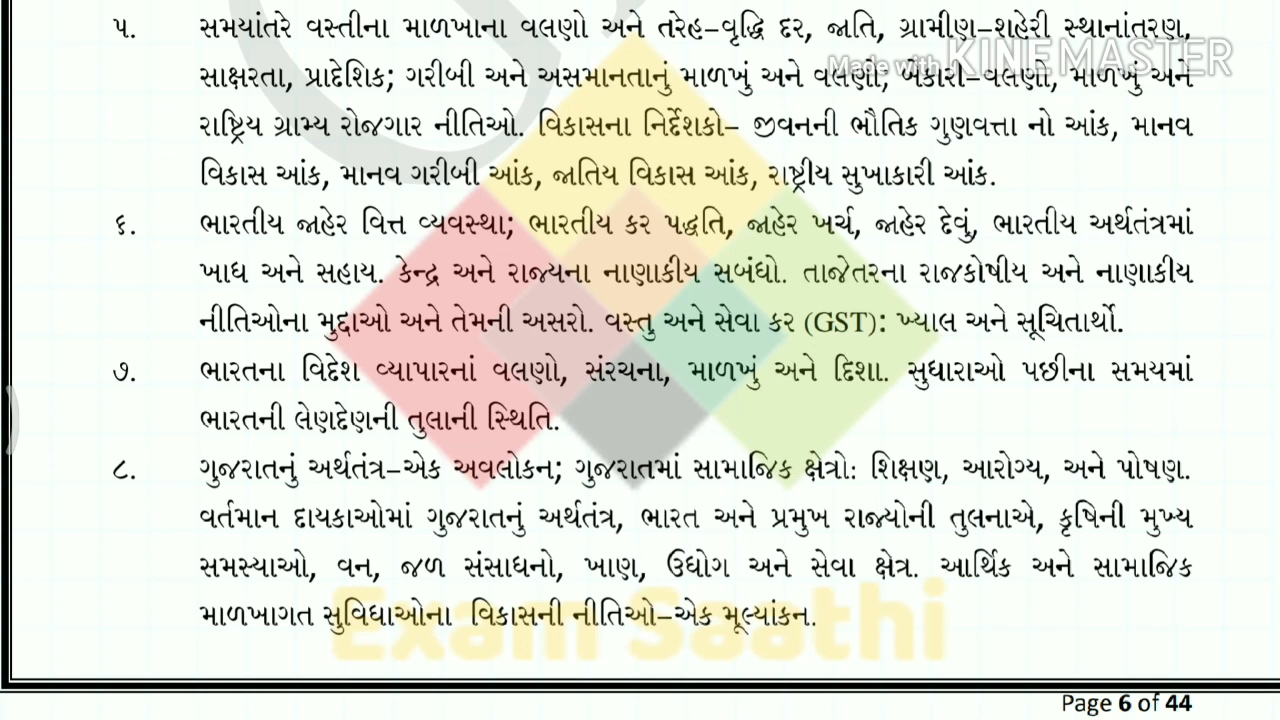 ૫. સમયાંતરે વસ્તીના માળખાના વલણો અને તરેહ–વૃદ્ધિ દર, જાતિ, ગ્રામીણ–શહેરી સ્થાનાંતરણ,
Made with KINEMASTER
સાક્ષરતા, પ્રાદેશિક; ગરીબી અને અસમાનતાનું માળખું અને વલણો; બેકારી–વલણો, માળખું અને
રાષ્ટ્રિય ગ્રામ્ય રોજગાર નીતિઓ. વિકાસના નિર્દેશકો– જીવનની ભૌતિક ગુણવત્તા નો આંક, માનવ
વિકાસ આંક, માનવ ગરીબી આંક, જાતિય વિકાસ આંક, રાષ્ટ્રીય સુખાકારી આંક.
૬. ભારતીય જાહેર વિત્ત વ્યવસ્થા; ભારતીય કર પદ્ધતિ, જાહેર ખર્ચ, જાહેર દેવું, ભારતીય અર્થતંત્રમાં
ખાધ અને સહાય. કેન્દ્ર અને રાજ્યના નાણાકીય સબંધો. તાજેતરના રાજકોષીય અને નાણાકીય
નીતિઓના મુદ્દાઓ અને તેમની અસરો. વસ્તુ અને સેવા કર (GST): ખ્યાલ અને સૂચિતાર્થો.
૭. ભારતના વિદેશ વ્યાપારનાં વલણો, સંરચના, માળખું અને દિશા. સુધારાઓ પછીના સમયમાં
ભારતની લેણદેણની તુલાની સ્થિતિ.
૮. ગુજરાતનું અર્થતંત્ર–એક અવલોકન; ગુજરાતમાં સામાજિક ક્ષેત્રો: શિક્ષણ, આરોગ્ય, અને પોષણ.
વર્તમાન દાયકાઓમાં ગુજરાતનું અર્થતંત્ર, ભારત અને પ્રમુખ રાજ્યોની તુલનાએ, કૃષિની મુખ્ય
સમસ્યાઓ, વન, જળ સંસાધનો, ખાણ, ઉદ્યોગ અને સેવા ક્ષેત્ર. આર્થિક અને સામાજિક
માળખાગત સુવિધાઓના વિકાસની નીતિઓ–એક મૂલ્યાંકન.
Exam Saathi
Page 6 of 44